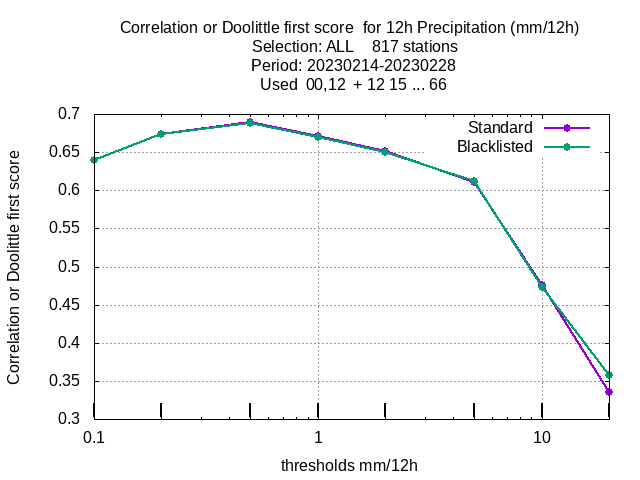 Correlation or Doolittle first score  for 12h Precipitation (mm/12h)
Selection: ALL    817 stations
Period: 20230214-20230228
Used  00,12  + 12 15 ... 66
Standard
Blacklisted
Correlation or Doolittle first score
0.7
0.65
0.6
0.55
0.5
0.45
0.4
0.35
0.3
0.1
1
10
thresholds mm/12h